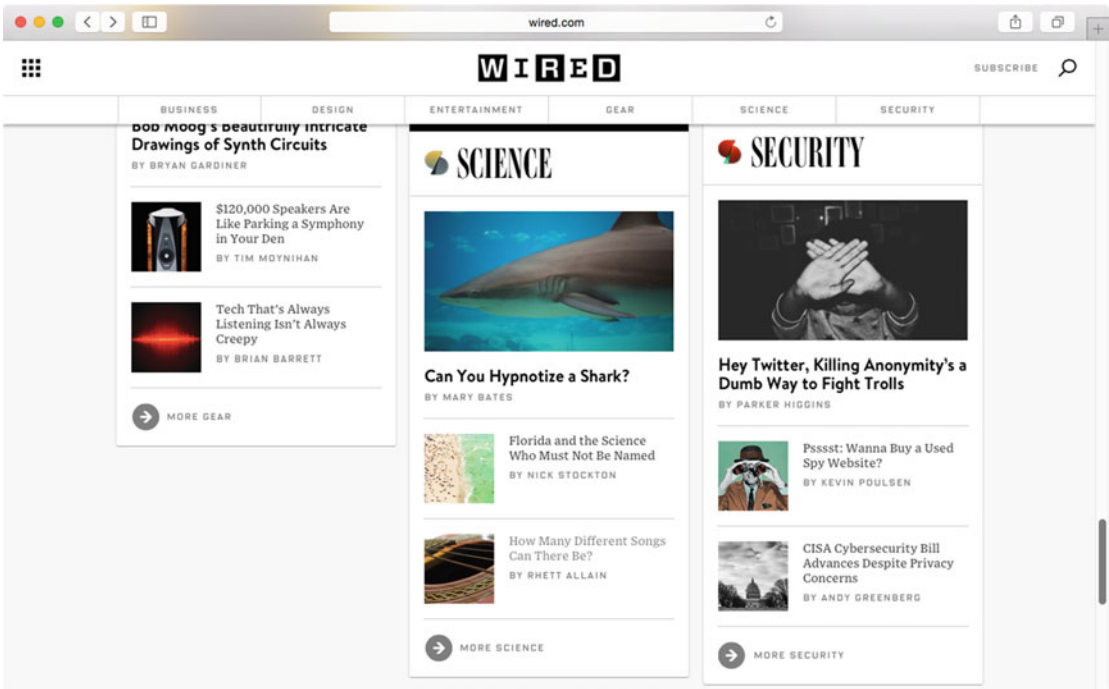 wired.com
WIRED
SUBSCRIBE
BUSINESS
DESIGN
ENTERTAINMENT
GEAR
SCIENCE
SECURITY
Bob Moog's Beautifully Intricate
Drawings of Synth Circuits
BY BRYAN GARDINER
$120,000 Speakers Are
Like Parking a Symphony
in Your Den
BY TIM MOYNIHAN
Tech That's Always
Listening Isn't Always
Creepy
BY BRIAN BARRETT
MORE GEAR
SCIENCE
Can You Hypnotize a Shark?
BY MARY BATES
Florida and the Science
Who Must Not Be Named
BY NICK STOCKTON
How Many Different Songs
Can There Be?
BY RHETT ALLAIN
MORE SCIENCE
SECURITY
Hey Twitter, Killing Anonymity's a
Dumb Way to Fight Trolls
BY PARKER HIGGINS
Psssst: Wanna Buy a Used
Spy Website?
BY KEVIN POULSEN
CISA Cybersecurity Bill
Advances Despite Privacy
Concerns
BY ANDY GREENBERG
MORE SECURITY